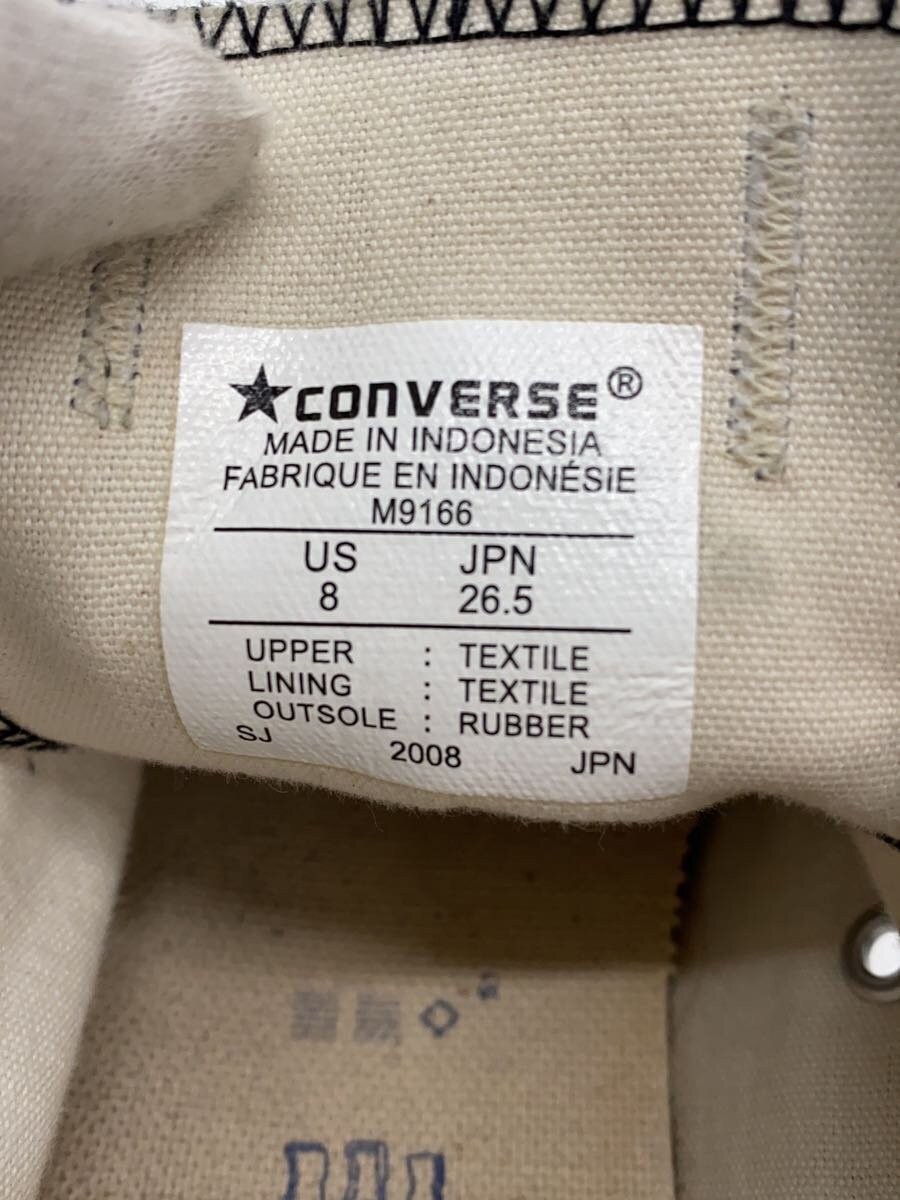 ★CONVERSE®
MADE IN INDONESIA
FABRIQUE EN INDONÉSIE
M9166
US JPN
8 26.5
UPPER : TEXTILE
LINING : TEXTILE
OUTSOLE : RUBBER
SJ 2008 JPN